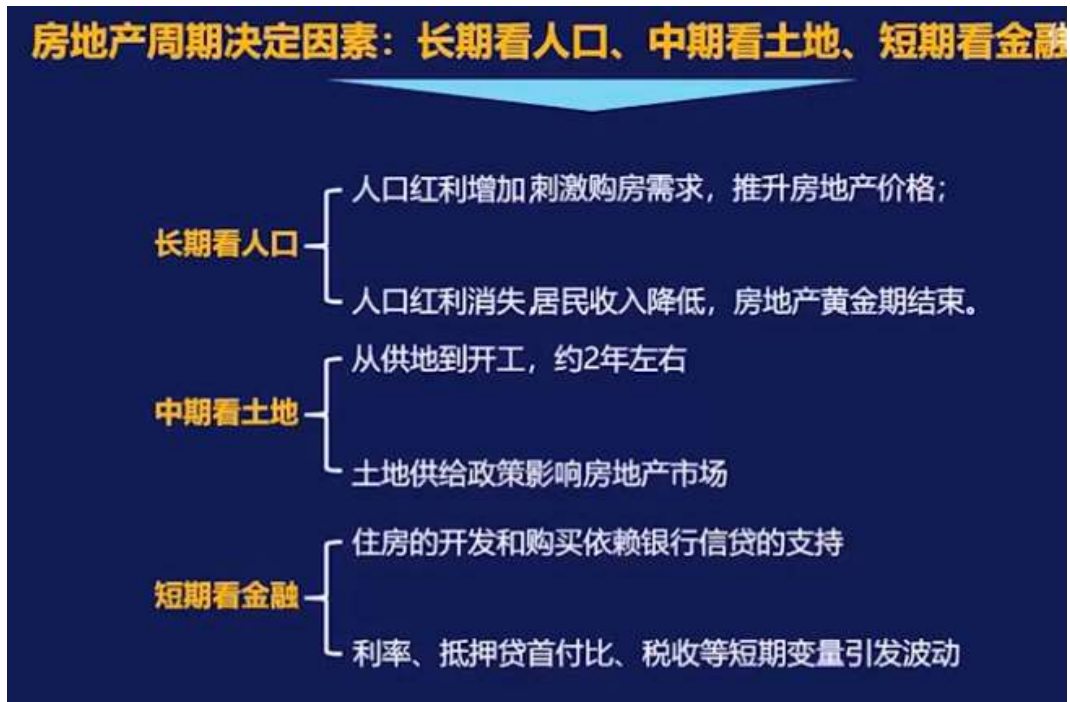 房地产周期决定因素：长期看人口、中期看土地、短期看金融
人口红利增加,刺激购房需求，推升房地产价格；
长期看人口
人口红利消失,居民收入降低，房地产黄金期结束。
从供地到开工，约2年左右
中期看土地
土地供给政策影响房地产市场
住房的开发和购买依赖银行信贷的支持
短期看金融
利率、抵押贷首付比、税收等短期变量引发波动